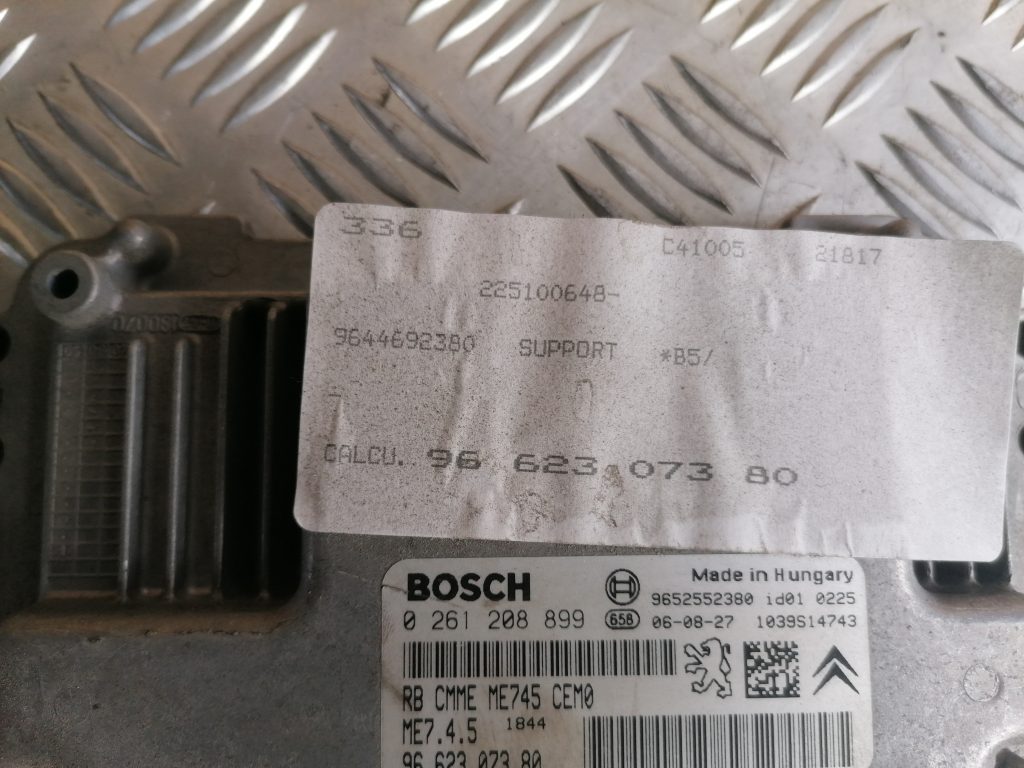 336 C41005 21817
225100648-
9644692380 SUPPORT *B5/
7
CALCU. 96 623 073 80
BOSCH Made in Hungary
9652552380 id01 0225
0 261 208 899 658 06-08-27 1039S14743
RB CMME ME745 CEM0
ME7.4.5 1844
96 623 073 80